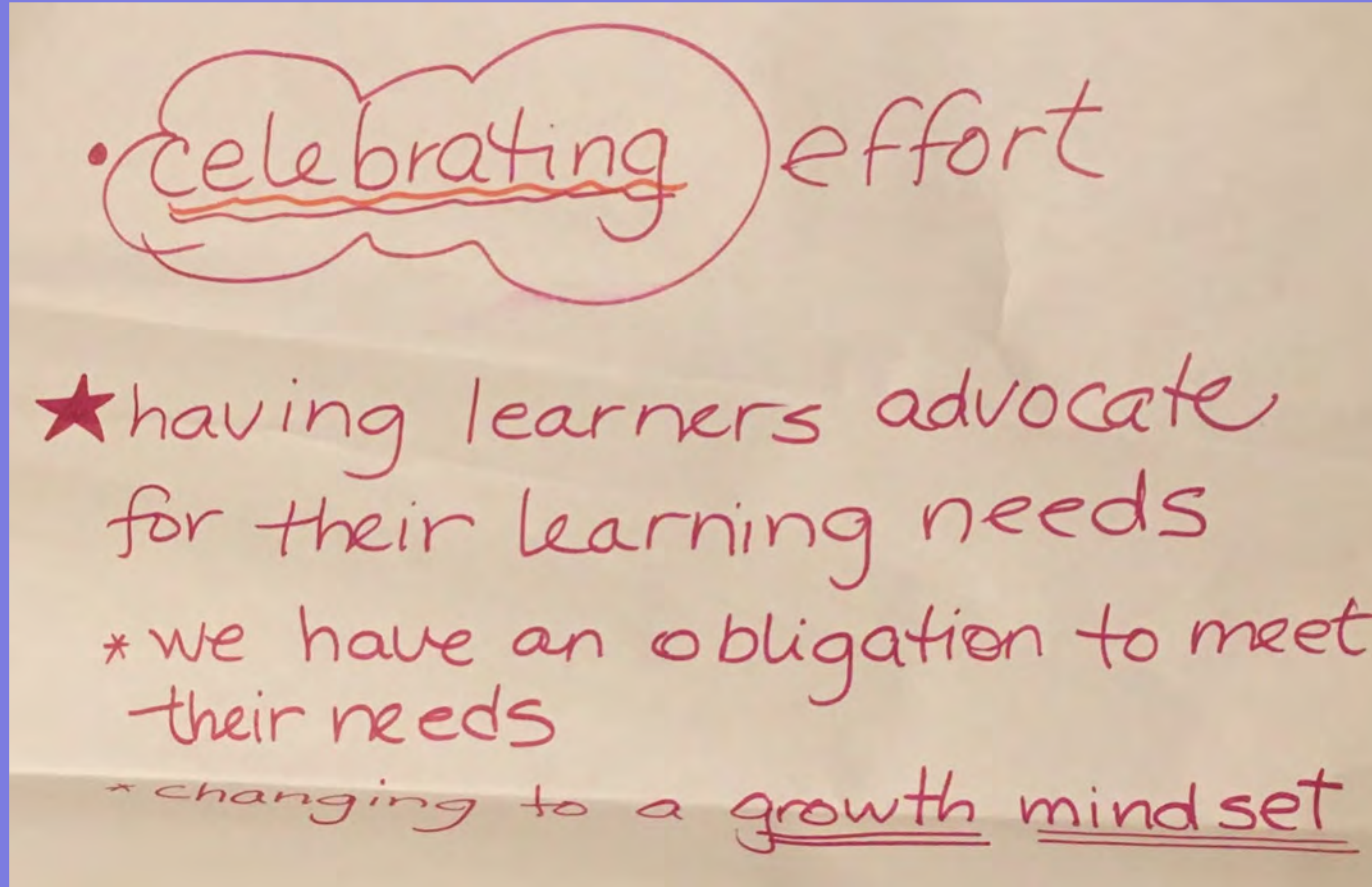 • celebrating effort
★ having learners advocate
for their learning needs
* we have an obligation to meet
their needs
* changing to a growth mindset